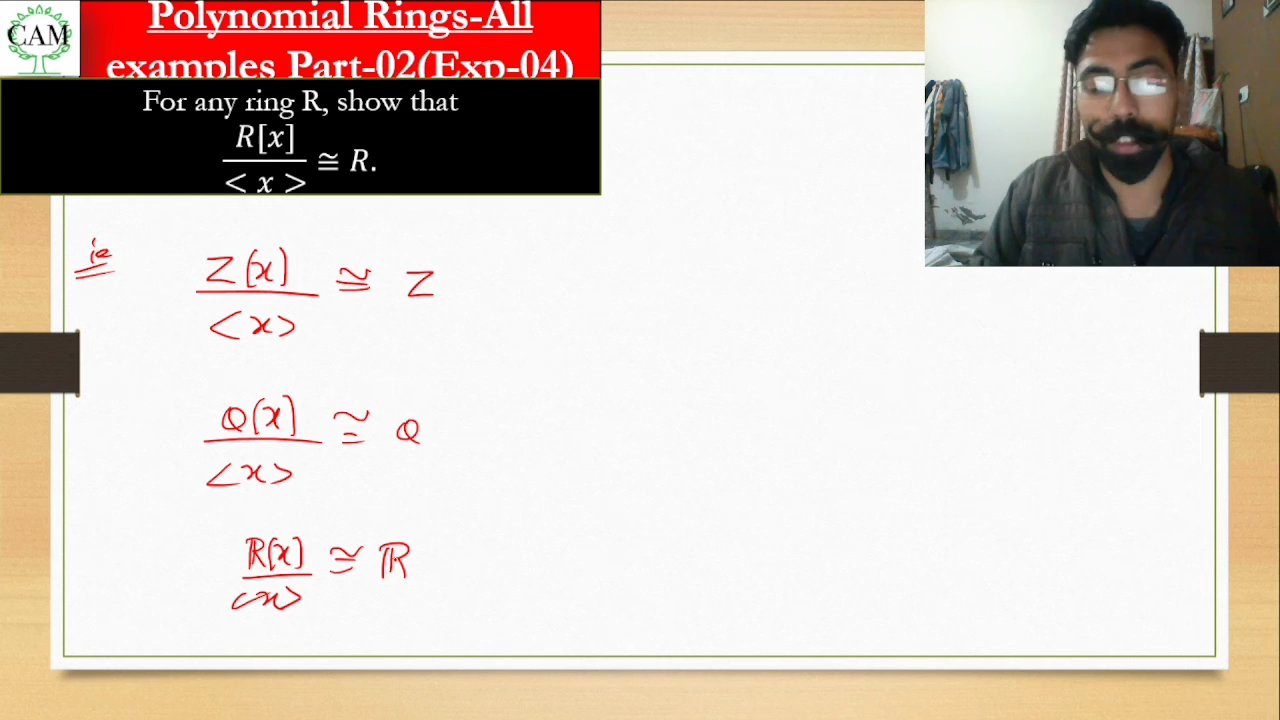 CAM
Polynomial Rings-All
examples Part-02(Exp-04)
For any ring R, show that
R[x]
/ < x > ≅ R.
ie
Z[x] / <x> ≅ Z
Q[x] / <x> ≅ Q
ℝ[x] / <x> ≅ ℝ